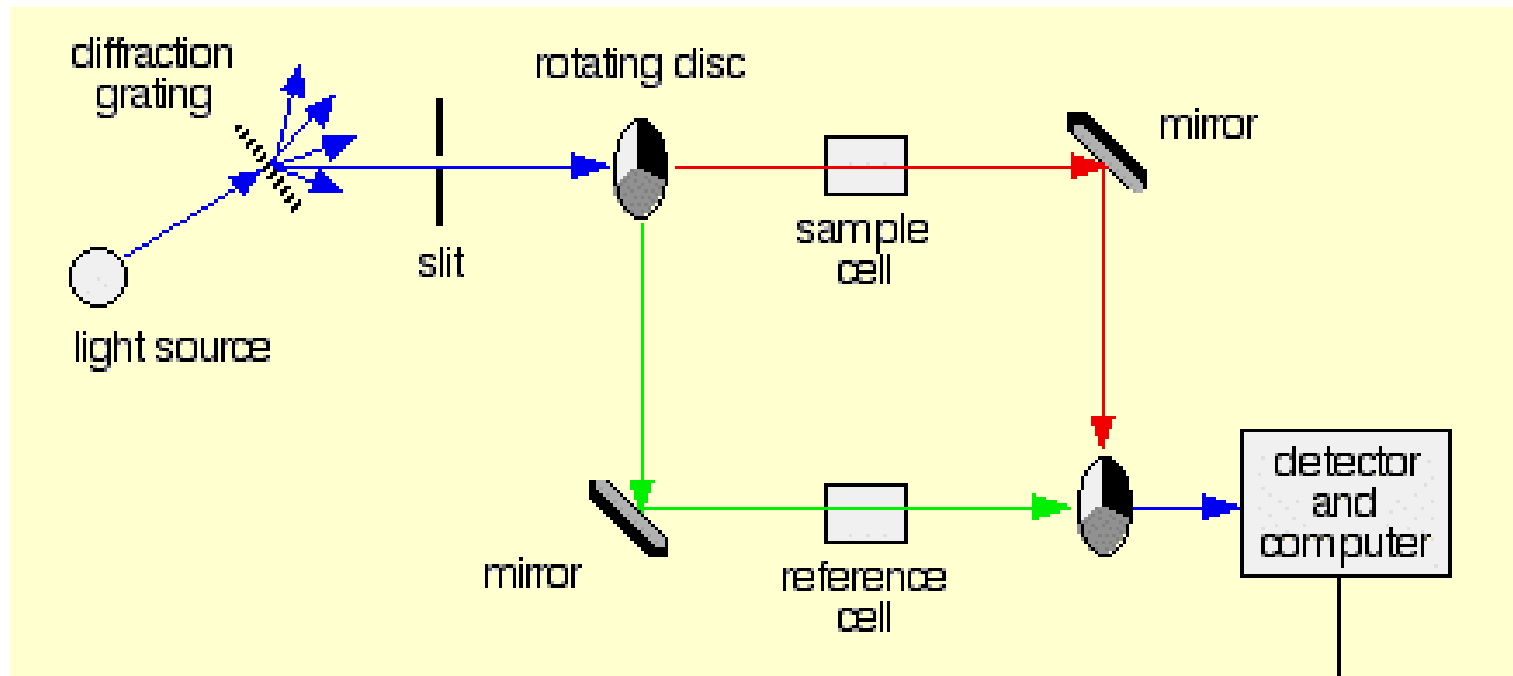 diffraction
grating
rotating disc
mirror
slit
sample
cell
light source
detector
and
computer
mirror
reference
cell